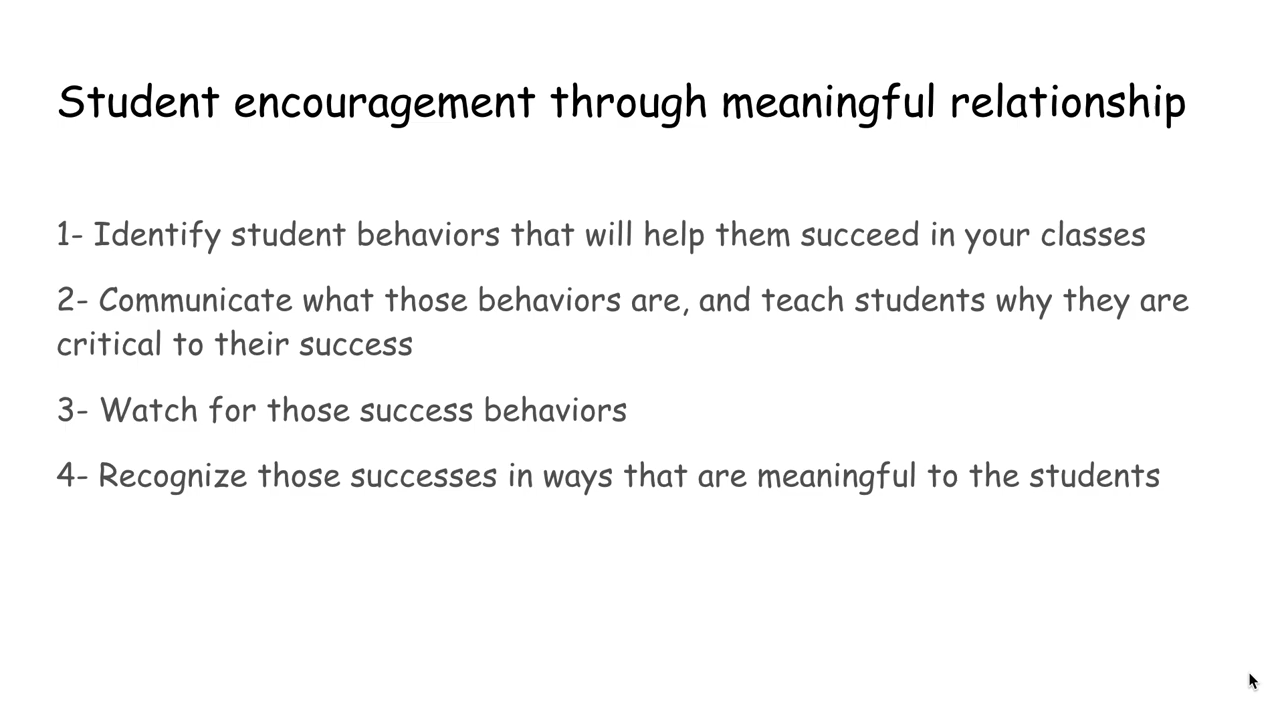 Student encouragement through meaningful relationship
1- Identify student behaviors that will help them succeed in your classes
2- Communicate what those behaviors are, and teach students why they are
critical to their success
3- Watch for those success behaviors
4- Recognize those successes in ways that are meaningful to the students